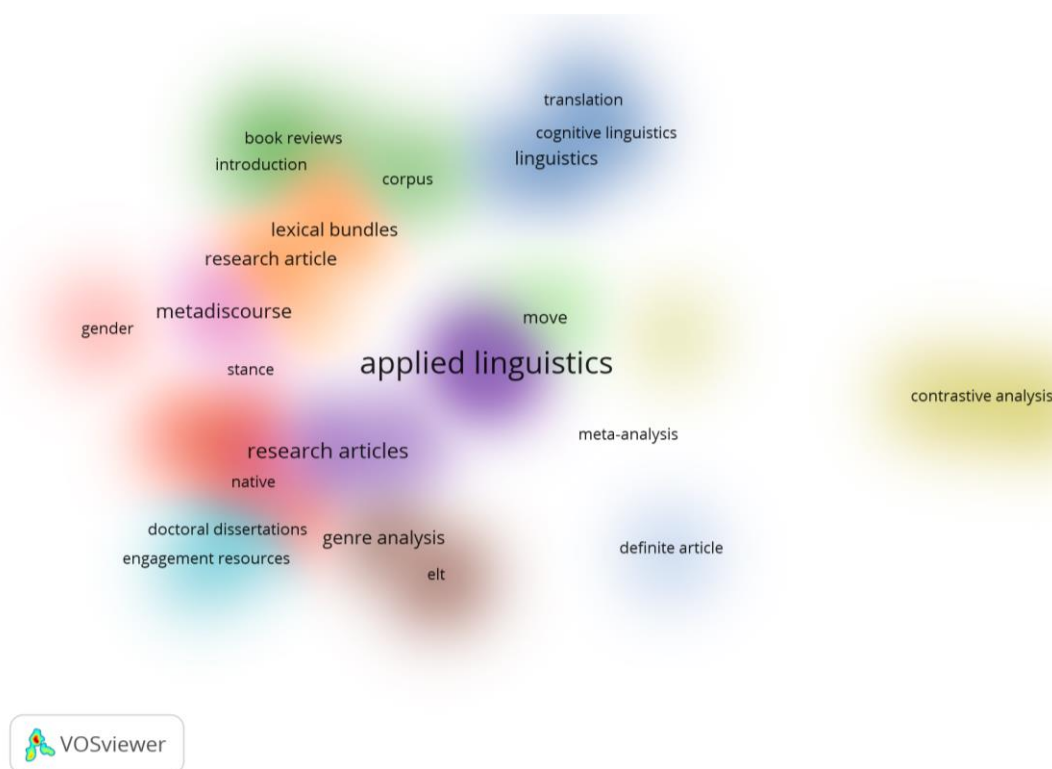 translation
cognitive linguistics
book reviews
linguistics
introduction
corpus
lexical bundles
research article
metadiscourse
move
gender
applied linguistics
stance
contrastive analysis
meta-analysis
research articles
native
doctoral dissertations
genre analysis
definite article
engagement resources
elt
VOSviewer